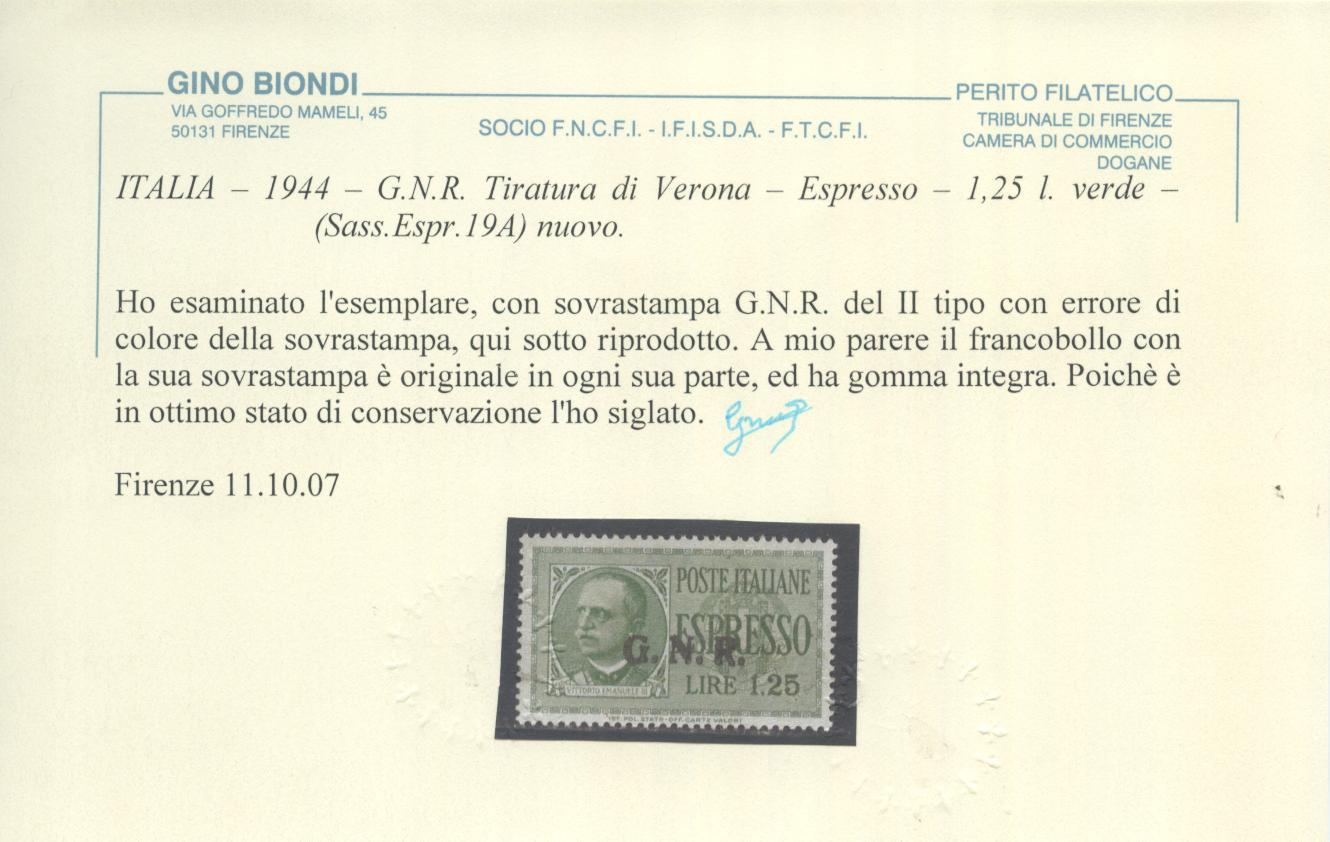 GINO BIONDI
VIA GOFFREDO MAMELI, 45
50131 FIRENZE
SOCIO F.N.C.F.I. - I.F.I.S.D.A. - F.T.C.F.I.
PERITO FILATELICO
TRIBUNALE DI FIRENZE
CAMERA DI COMMERCIO
DOGANE
ITALIA – 1944 – G.N.R. Tiratura di Verona – Espresso – 1,25 l. verde –
(Sass.Espr.19A) nuovo.
Ho esaminato l'esemplare, con sovrastampa G.N.R. del II tipo con errore di
colore della sovrastampa, qui sotto riprodotto. A mio parere il francobollo con
la sua sovrastampa è originale in ogni sua parte, ed ha gomma integra. Poichè è
in ottimo stato di conservazione l'ho siglato.
Firenze 11.10.07
POSTE ITALIANE
ESPRESSO
G. N. R.
LIRE 1.25
VITTORIO EMANUELE III
IST. POL. STATO-OFF. CARTE VALORI